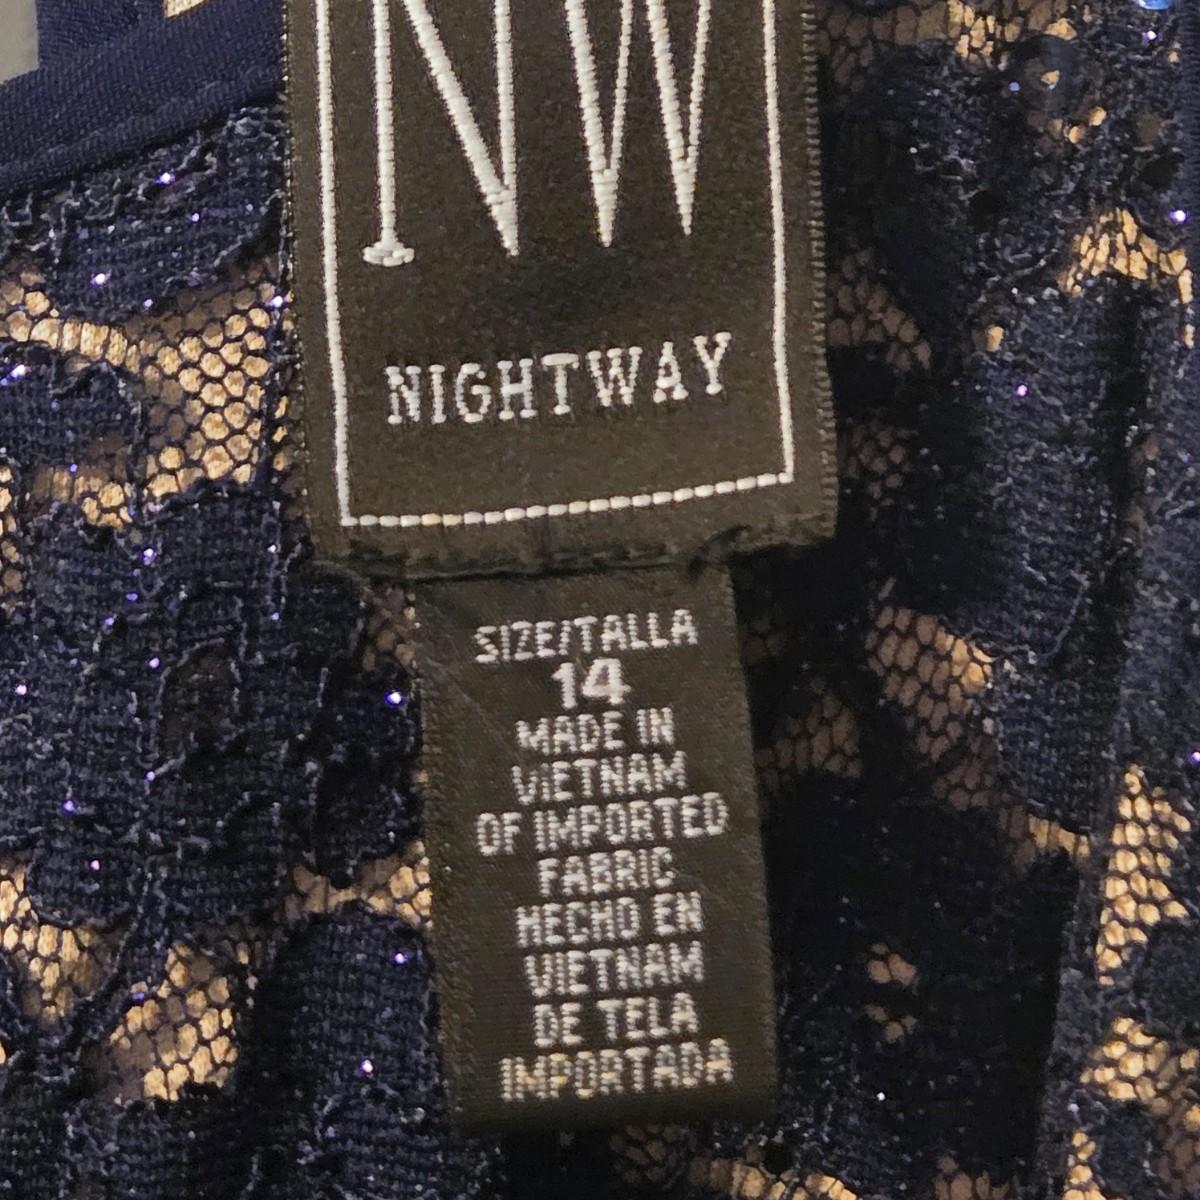 NW
NIGHTWAY
SIZE/TALLA
14
MADE IN
VIETNAM
OF IMPORTED
FABRIC
HECHO EN
VIETNAM
DE TELA
IMPORTADA